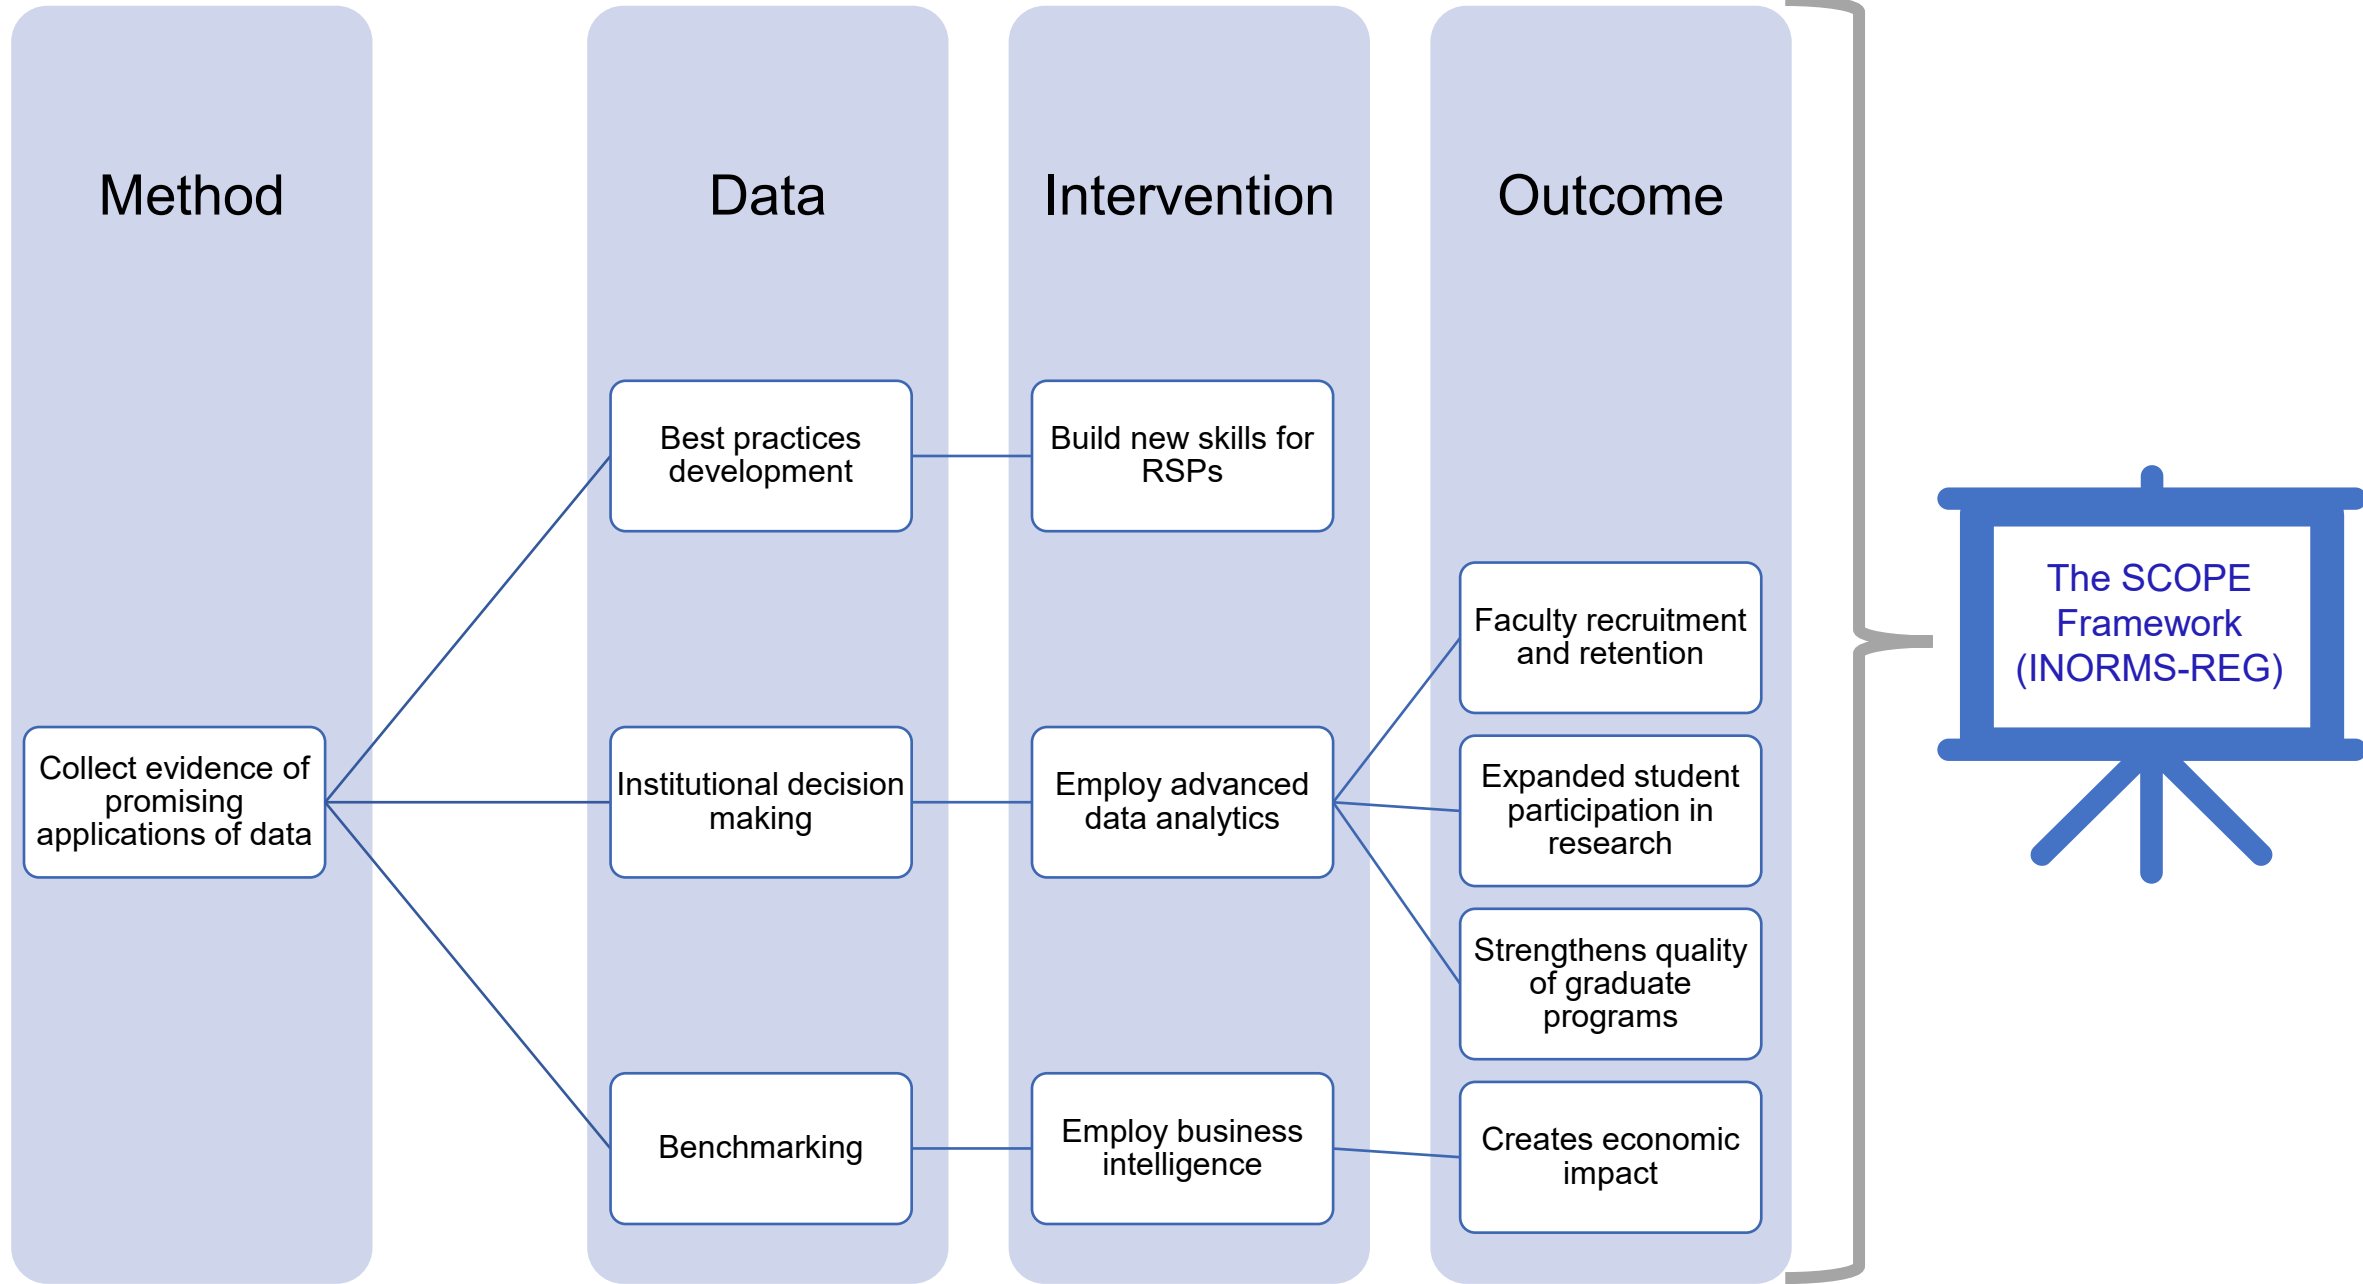 Method
Data
Intervention
Outcome
Collect evidence of
promising
applications of data
Best practices
development
Institutional decision
making
Benchmarking
Build new skills for
RSPs
Employ advanced
data analytics
Employ business
intelligence
Faculty recruitment
and retention
Expanded student
participation in
research
Strengthens quality
of graduate
programs
Creates economic
impact
The SCOPE
Framework
(INORMS-REG)